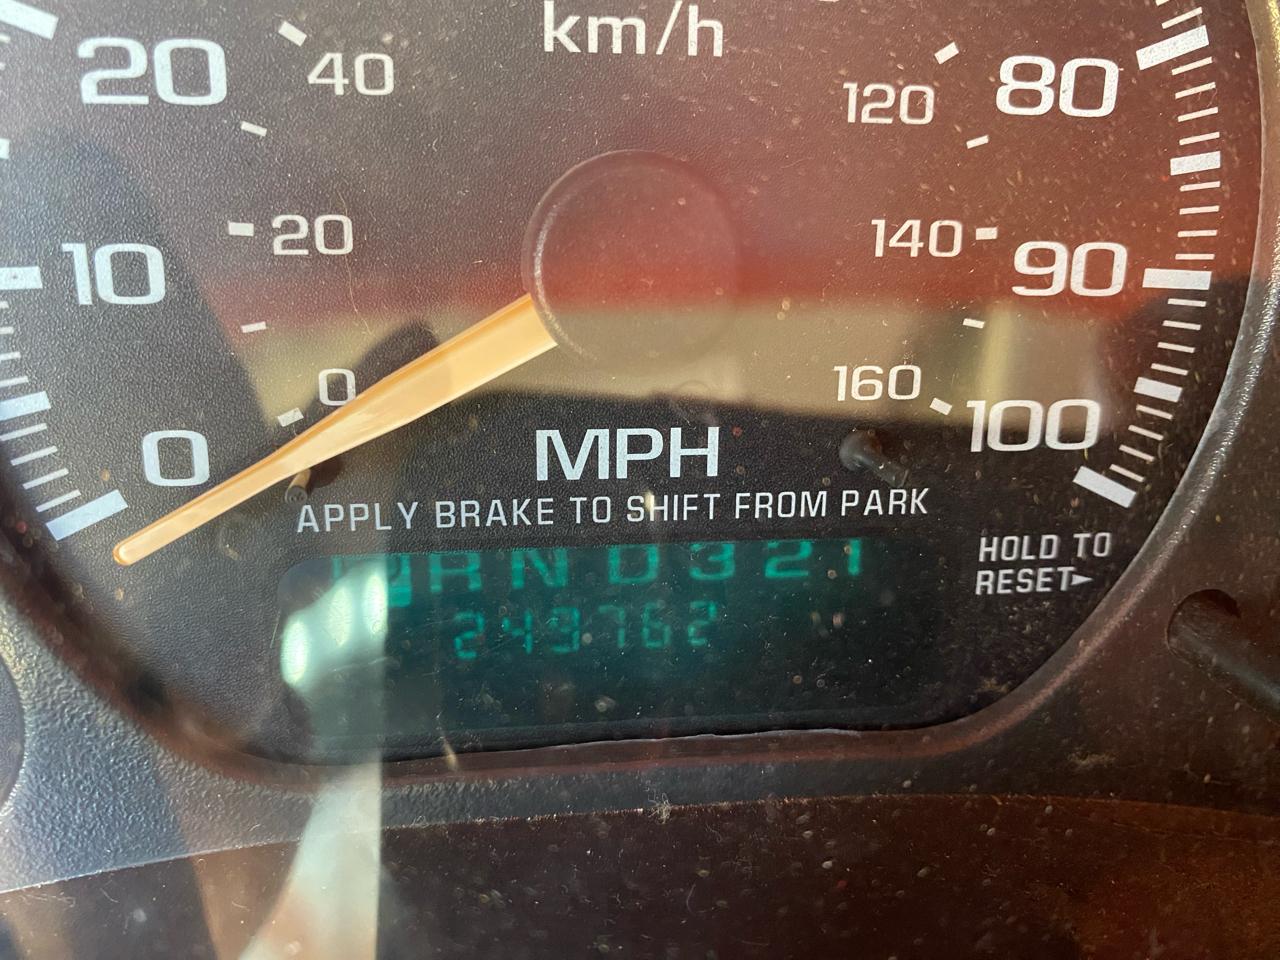 km/h
20 40 120 80
10 20 140 90
0 0 160 100
MPH
APPLY BRAKE TO SHIFT FROM PARK
HOLD TO
RESET►
P R N D 3 2 1
243762